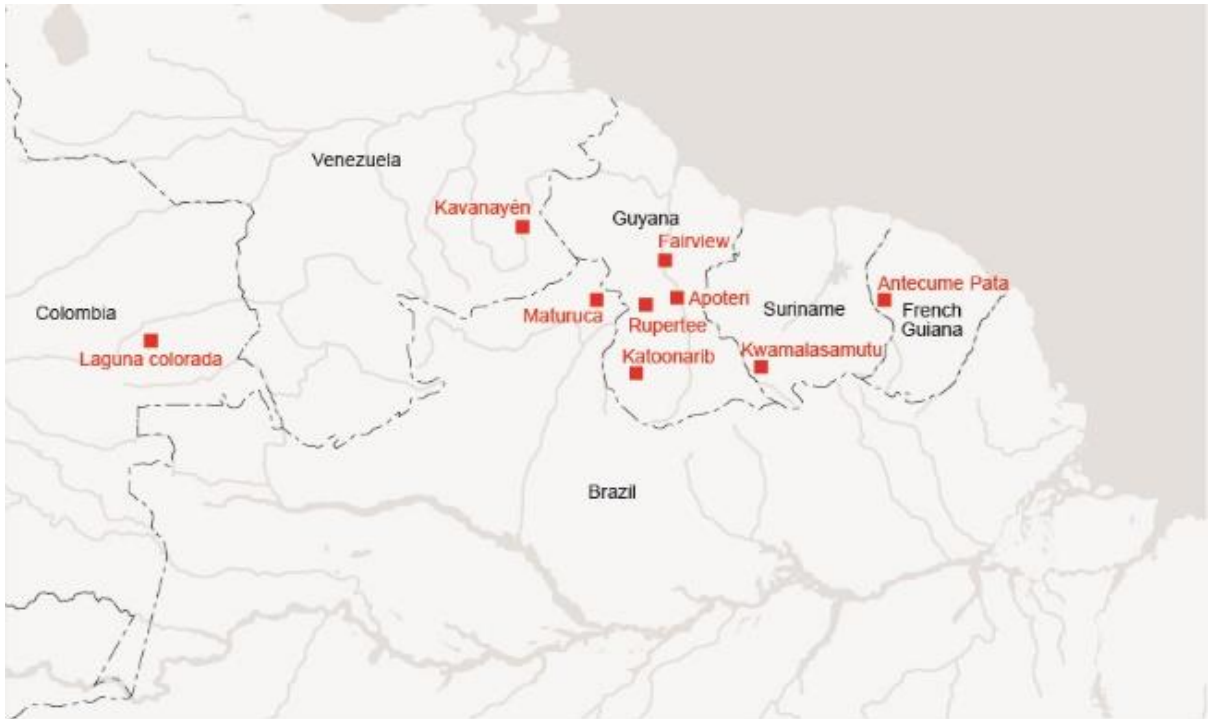 Venezuela
Kavanayén
Guyana
Fairview
Antecume Pata
Apoteri
Suriname
French
Guiana
Colombia
Maturuca
Rupertee
Laguna colorada
Katoonarib
Kwamalasamutu
Brazil